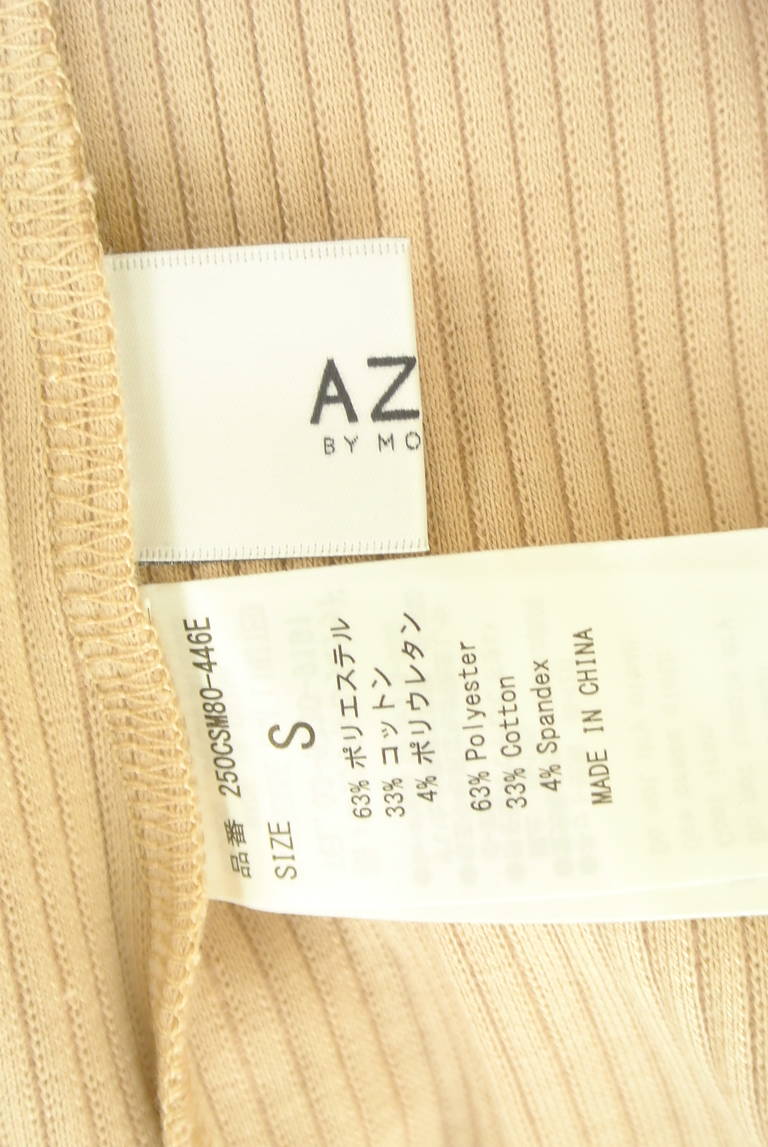 AZ
BY MO
品番 250CSM80-446E
SIZE S
63% ポリエステル
33% コットン
4% ポリウレタン
63% Polyester
33% Cotton
4% Spandex
MADE IN CHINA